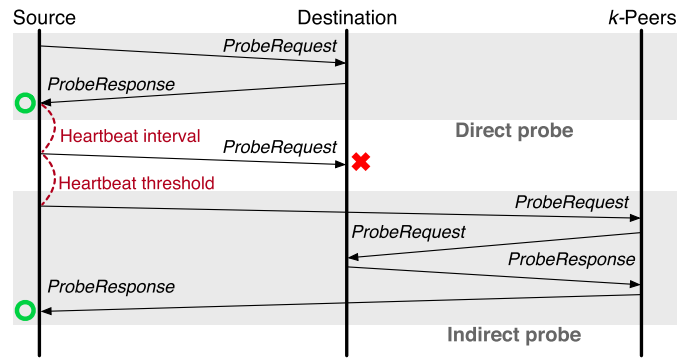 Source
Destination
k-Peers
ProbeRequest
ProbeResponse
Direct probe
Heartbeat interval
ProbeRequest
Heartbeat threshold
ProbeRequest
ProbeRequest
ProbeResponse
ProbeResponse
Indirect probe